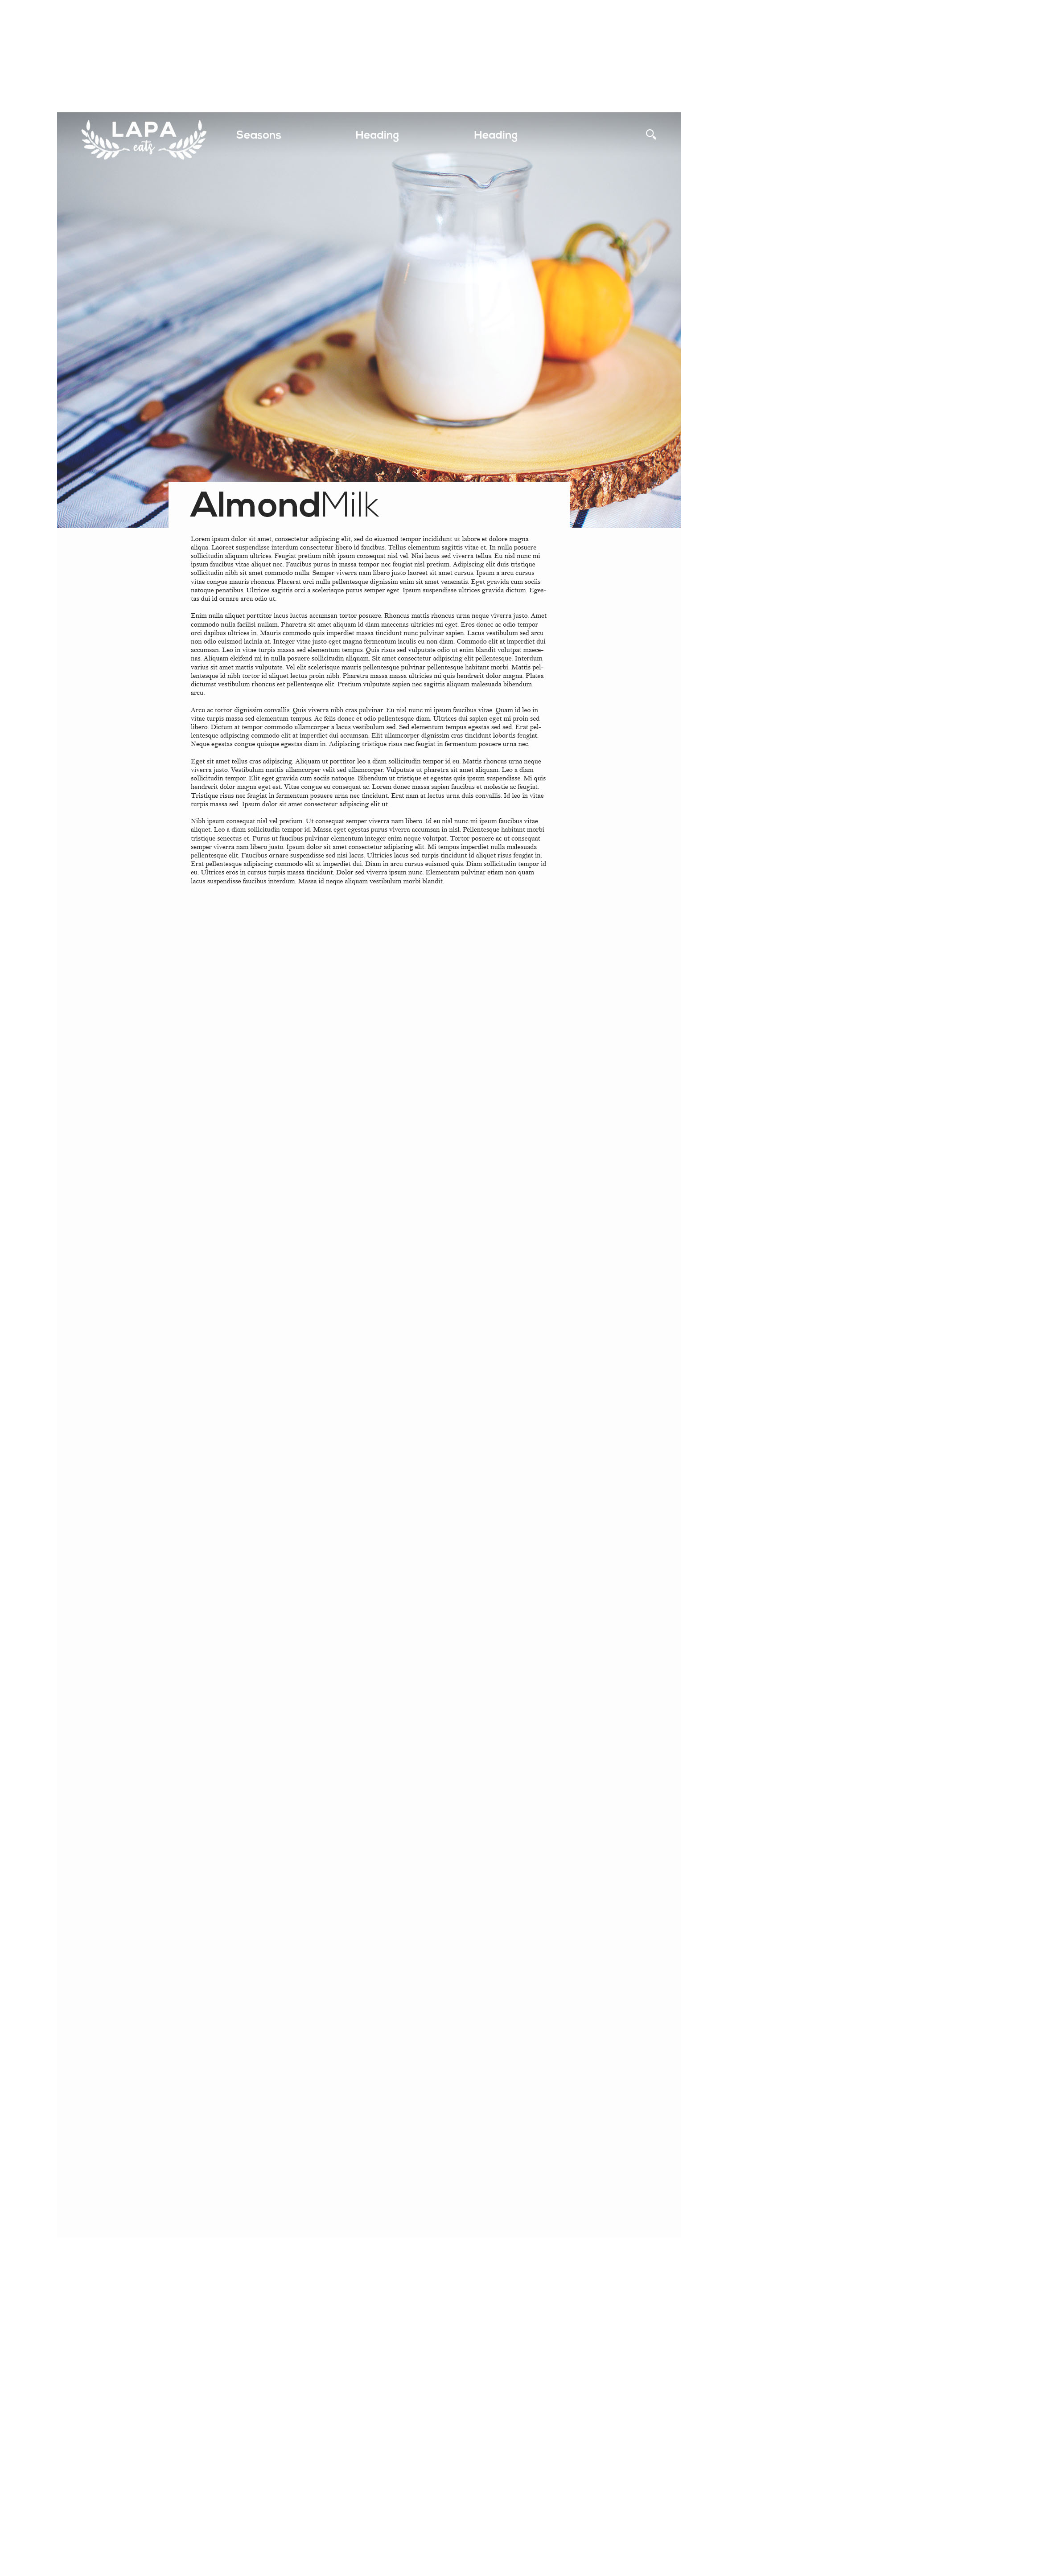 LAPA
eats
Seasons
Heading
Heading
AlmondMilk
Lorem ipsum dolor sit amet, consectetur adipiscing elit, sed do eiusmod tempor incididunt ut labore et dolore magna
aliqua. Laoreet suspendisse interdum consectetur libero id faucibus. Tellus elementum sagittis vitae et. In nulla posuere
sollicitudin aliquam ultrices. Feugiat pretium nibh ipsum consequat nisl vel. Nisi lacus sed viverra tellus. Eu nisl nunc mi
ipsum faucibus vitae aliquet nec. Faucibus purus in massa tempor nec feugiat nisl pretium. Adipiscing elit duis tristique
sollicitudin nibh sit amet commodo nulla. Semper viverra nam libero justo laoreet sit amet cursus. Ipsum a arcu cursus
vitae congue mauris rhoncus. Placerat orci nulla pellentesque dignissim enim sit amet venenatis. Eget gravida cum sociis
natoque penatibus. Ultrices sagittis orci a scelerisque purus semper eget. Ipsum suspendisse ultrices gravida dictum. Eges-
tas dui id ornare arcu odio ut.
Enim nulla aliquet porttitor lacus luctus accumsan tortor posuere. Rhoncus mattis rhoncus urna neque viverra justo. Amet
commodo nulla facilisi nullam. Pharetra sit amet aliquam id diam maecenas ultricies mi eget. Eros donec ac odio tempor
orci dapibus ultrices in. Mauris commodo quis imperdiet massa tincidunt nunc pulvinar sapien. Lacus vestibulum sed arcu
non odio euismod lacinia at. Integer vitae justo eget magna fermentum iaculis eu non diam. Commodo elit at imperdiet dui
accumsan. Leo in vitae turpis massa sed elementum tempus. Quis risus sed vulputate odio ut enim blandit volutpat maece-
nas. Aliquam eleifend mi in nulla posuere sollicitudin aliquam. Sit amet consectetur adipiscing elit pellentesque. Interdum
varius sit amet mattis vulputate. Vel elit scelerisque mauris pellentesque pulvinar pellentesque habitant morbi. Mattis pel-
lentesque id nibh tortor id aliquet lectus proin nibh. Pharetra massa massa ultricies mi quis hendrerit dolor magna. Platea
dictumst vestibulum rhoncus est pellentesque elit. Pretium vulputate sapien nec sagittis aliquam malesuada bibendum
arcu.
Arcu ac tortor dignissim convallis. Quis viverra nibh cras pulvinar. Eu nisl nunc mi ipsum faucibus vitae. Quam id leo in
vitae turpis massa sed elementum tempus. Ac felis donec et odio pellentesque diam. Ultrices dui sapien eget mi proin sed
libero. Dictum at tempor commodo ullamcorper a lacus vestibulum sed. Sed elementum tempus egestas sed sed. Erat pel-
lentesque adipiscing commodo elit at imperdiet dui accumsan. Elit ullamcorper dignissim cras tincidunt lobortis feugiat.
Neque egestas congue quisque egestas diam in. Adipiscing tristique risus nec feugiat in fermentum posuere urna nec.
Eget sit amet tellus cras adipiscing. Aliquam ut porttitor leo a diam sollicitudin tempor id eu. Mattis rhoncus urna neque
viverra justo. Vestibulum mattis ullamcorper velit sed ullamcorper. Vulputate ut pharetra sit amet aliquam. Leo a diam
sollicitudin tempor. Elit eget gravida cum sociis natoque. Bibendum ut tristique et egestas quis ipsum suspendisse. Mi quis
hendrerit dolor magna eget est. Vitae congue eu consequat ac. Lorem donec massa sapien faucibus et molestie ac feugiat.
Tristique risus nec feugiat in fermentum posuere urna nec tincidunt. Erat nam at lectus urna duis convallis. Id leo in vitae
turpis massa sed. Ipsum dolor sit amet consectetur adipiscing elit ut.
Nibh ipsum consequat nisl vel pretium. Ut consequat semper viverra nam libero. Id eu nisl nunc mi ipsum faucibus vitae
aliquet. Leo a diam sollicitudin tempor id. Massa eget egestas purus viverra accumsan in nisl. Pellentesque habitant morbi
tristique senectus et. Purus ut faucibus pulvinar elementum integer enim neque volutpat. Tortor posuere ac ut consequat
semper viverra nam libero justo. Ipsum dolor sit amet consectetur adipiscing elit. Mi tempus imperdiet nulla malesuada
pellentesque elit. Faucibus ornare suspendisse sed nisi lacus. Ultricies lacus sed turpis tincidunt id aliquet risus feugiat in.
Erat pellentesque adipiscing commodo elit at imperdiet dui. Diam in arcu cursus euismod quis. Diam sollicitudin tempor id
eu. Ultrices eros in cursus turpis massa tincidunt. Dolor sed viverra ipsum nunc. Elementum pulvinar etiam non quam
lacus suspendisse faucibus interdum. Massa id neque aliquam vestibulum morbi blandit.